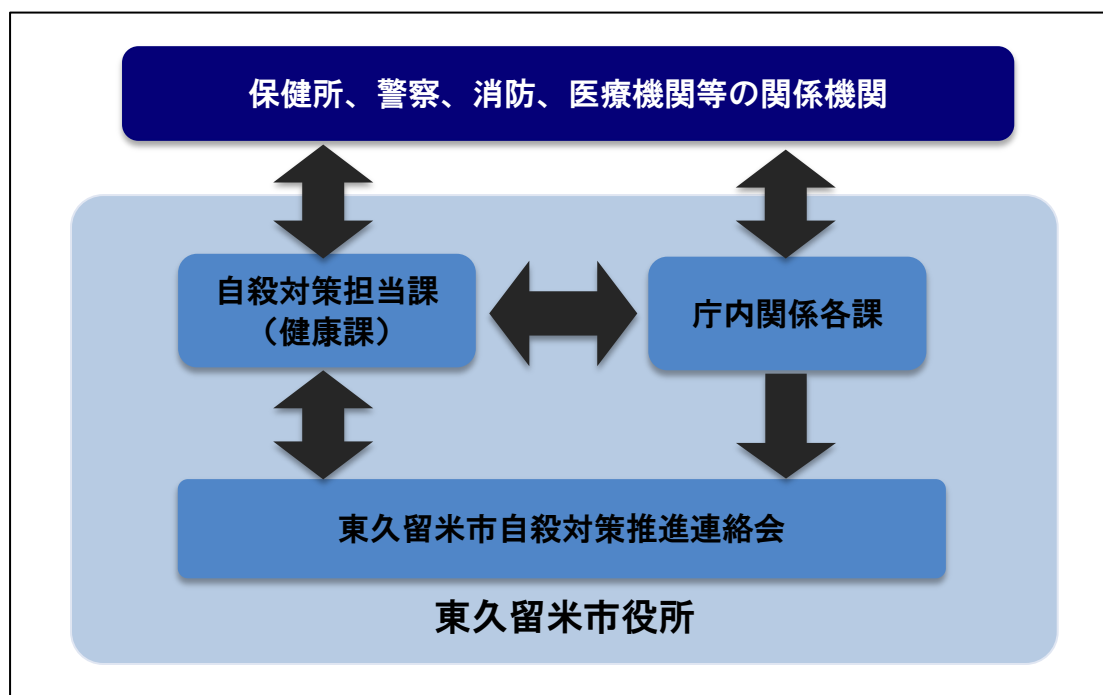 保健所、警察、消防、医療機関等の関係機関
自殺対策担当課
（健康課）
庁内関係各課
東久留米市自殺対策推進連絡会
東久留米市役所